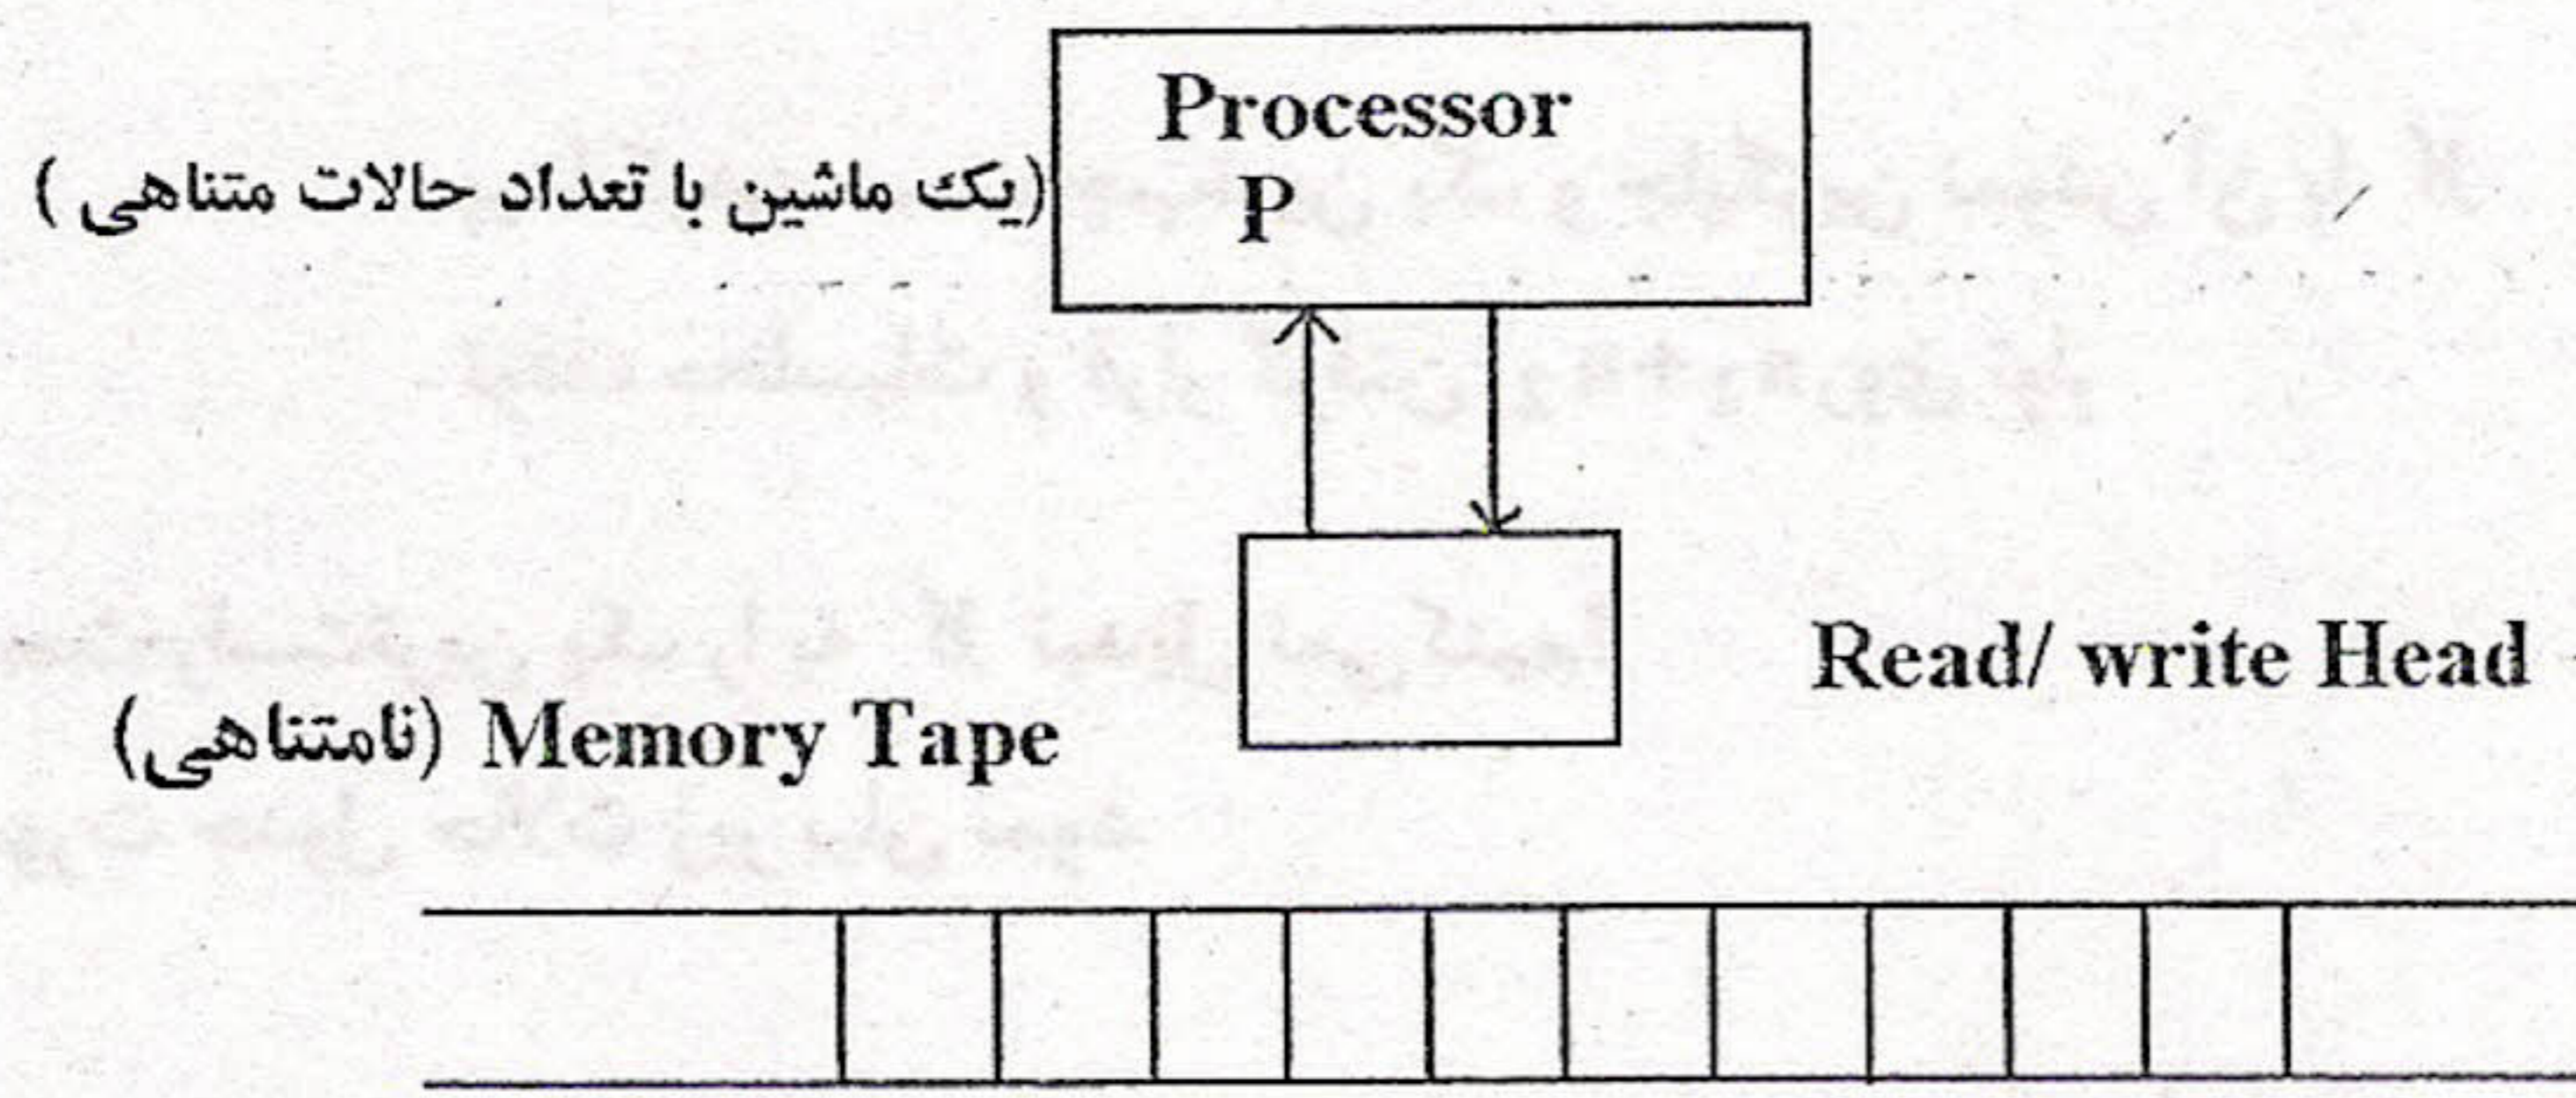 Processor
(یک ماشین با تعداد حالات متناهی )
P
Read/ write Head
Memory Tape (نامتناهی)